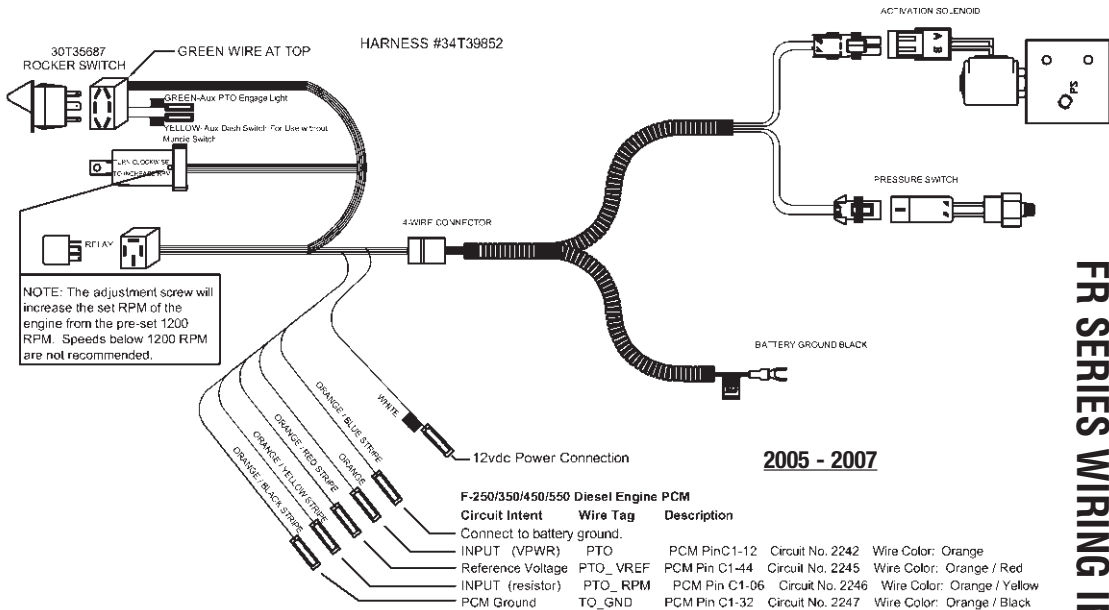 ACTIVATION SOLENOID
HARNESS #34T39852
30T35687
ROCKER SWITCH
GREEN WIRE AT TOP
GREEN-Aux PTO Engage Light
YELLOW-Aux Dash Switch For Use without
Muncie Switch
TURN CLOCKWISE
TO INCREASE RPM
A B
PS
PRESSURE SWITCH
4-WIRE CONNECTOR
RELAY
NOTE: The adjustment screw will
increase the set RPM of the
engine from the pre-set 1200
RPM. Speeds below 1200 RPM
are not recommended.
BATTERY GROUND BLACK
WHITE
ORANGE / BLUE STRIPE
ORANGE
ORANGE / RED STRIPE
ORANGE / YELLOW STRIPE
ORANGE / BLACK STRIPE
12vdc Power Connection
2005 - 2007
F-250/350/450/550 Diesel Engine PCM
Circuit Intent Wire Tag Description
Connect to battery ground.
INPUT (VPWR) PTO PCM PinC1-12 Circuit No. 2242 Wire Color: Orange
Reference Voltage PTO_VREF PCM Pin C1-44 Circuit No. 2245 Wire Color: Orange / Red
INPUT (resistor) PTO_RPM PCM Pin C1-06 Circuit No. 2246 Wire Color: Orange / Yellow
PCM Ground TO_GND PCM Pin C1-32 Circuit No. 2247 Wire Color: Orange / Black
FR SERIES WIRING